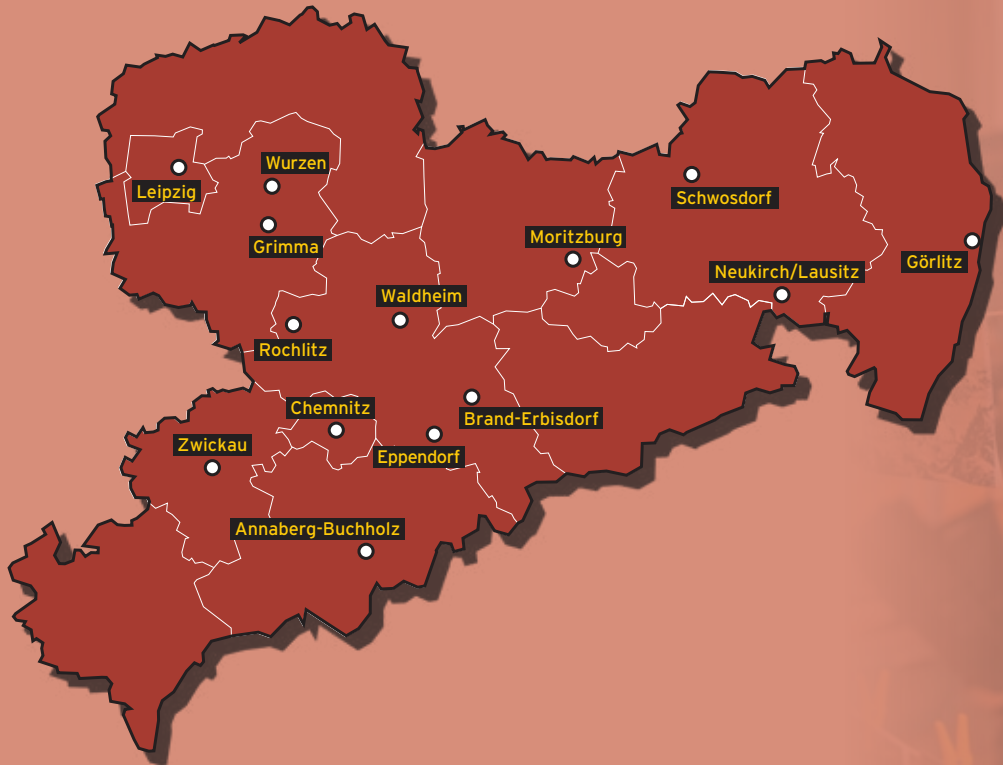 Wurzen
Leipzig
Schwosdorf
Moritzburg
Grimma
Görlitz
Neukirch/Lausitz
Waldheim
Rochlitz
Chemnitz
Brand-Erbisdorf
Zwickau
Eppendorf
Annaberg-Buchholz